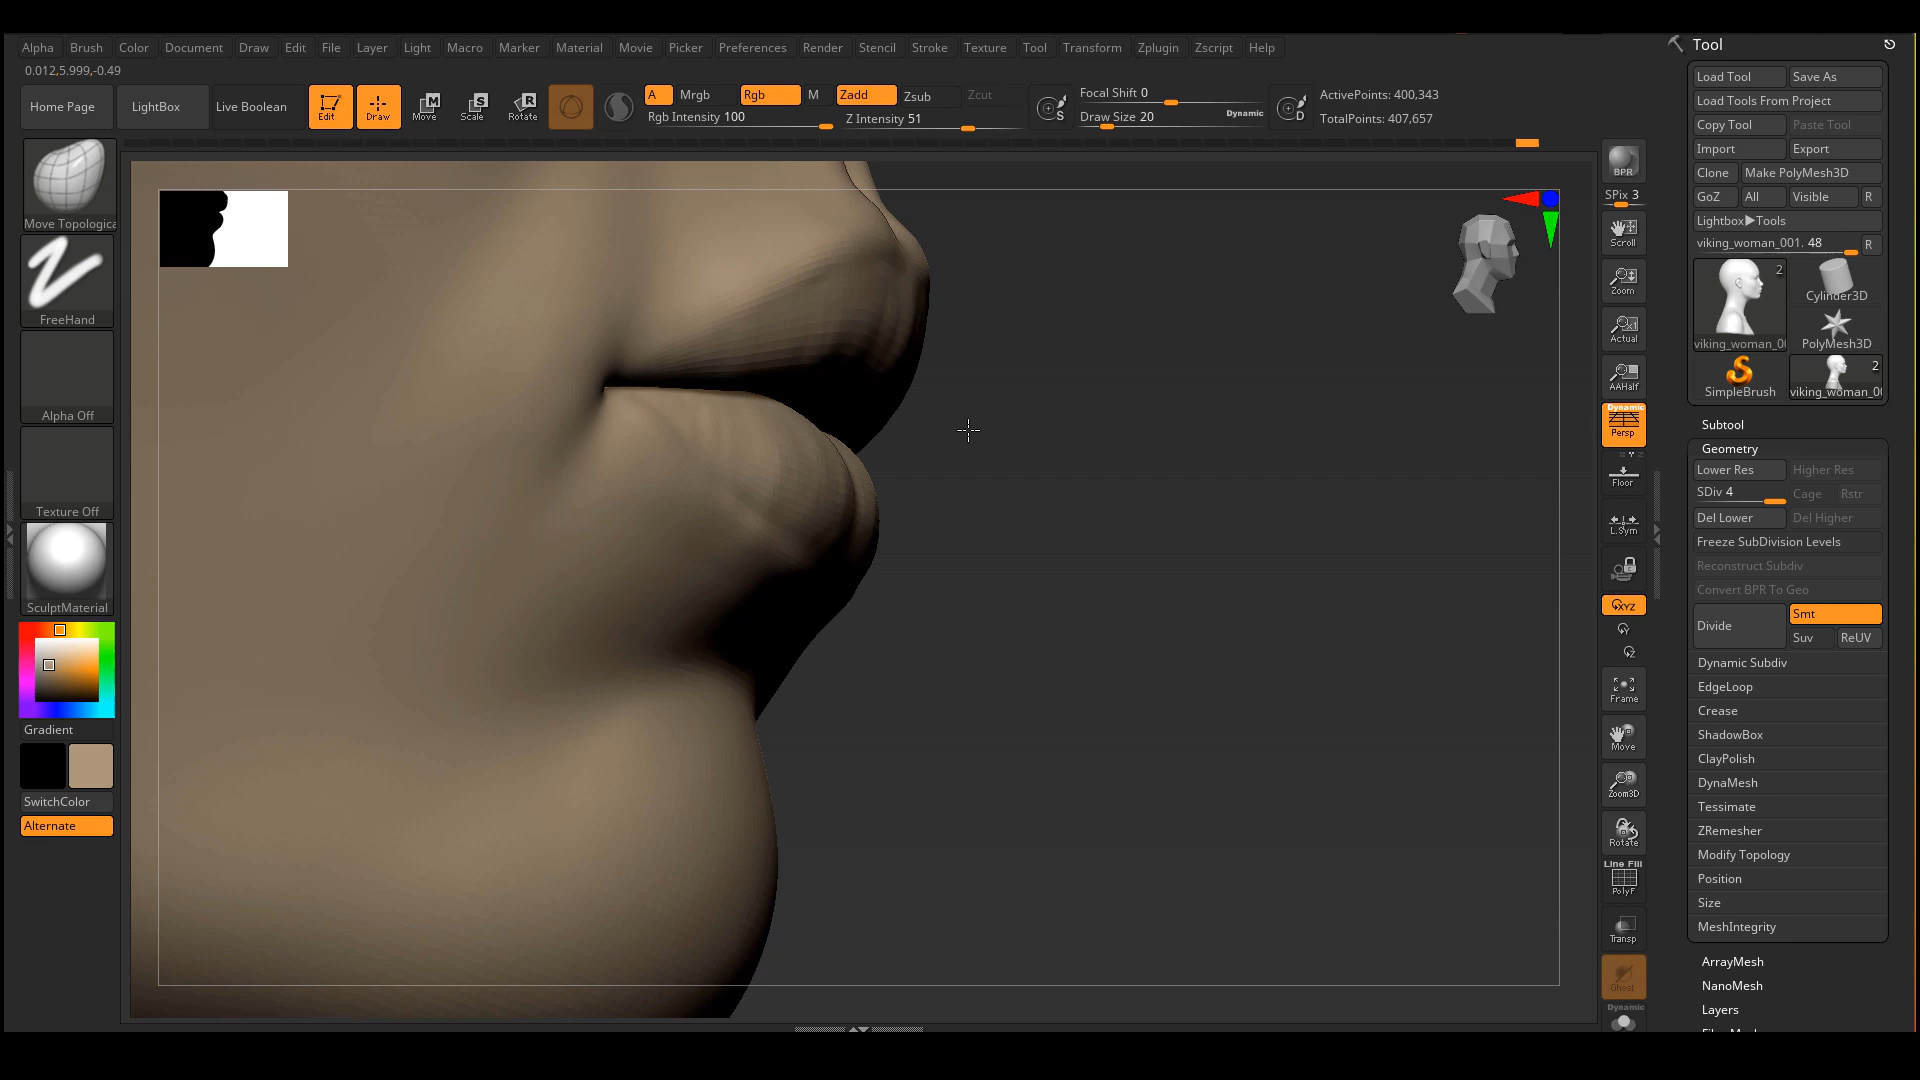 Alpha Brush Color Document Draw Edit File Layer Light Macro Marker Material Movie Picker Preferences Render Stencil Stroke Texture Tool Transform Zplugin Zscript Help
0.012,5.999,-0.49
Home Page LightBox Live Boolean Edit Draw Move Scale Rotate
A Mrgb Rgb M Zadd Zsub Zcut
Rgb Intensity 100 Z Intensity 51
Focal Shift 0
Draw Size 20 Dynamic
ActivePoints: 400,343
TotalPoints: 407,657
Move Topologica
FreeHand
Alpha Off
Texture Off
SculptMaterial
Gradient
SwitchColor
Alternate
BPR
SPix 3
Scroll
Zoom
Actual
AAHalf
Dynamic
Persp
Floor
L.Sym
XYZ
Y
Z
Frame
Move
Zoom3D
Rotate
Line Fill
PolyF
Transp
Ghost
Dynamic
Tool
Load Tool Save As
Load Tools From Project
Copy Tool Paste Tool
Import Export
Clone Make PolyMesh3D
GoZ All Visible R
Lightbox▶Tools
viking_woman_001. 48 R
2
viking_woman_00
Cylinder3D
PolyMesh3D
SimpleBrush
2
viking_woman_00
Subtool
Geometry
Lower Res Higher Res
SDiv 4 Cage Rstr
Del Lower Del Higher
Freeze SubDivision Levels
Reconstruct Subdiv
Convert BPR To Geo
Divide Smt
Suv ReUV
Dynamic Subdiv
EdgeLoop
Crease
ShadowBox
ClayPolish
DynaMesh
Tessimate
ZRemesher
Modify Topology
Position
Size
MeshIntegrity
ArrayMesh
NanoMesh
Layers